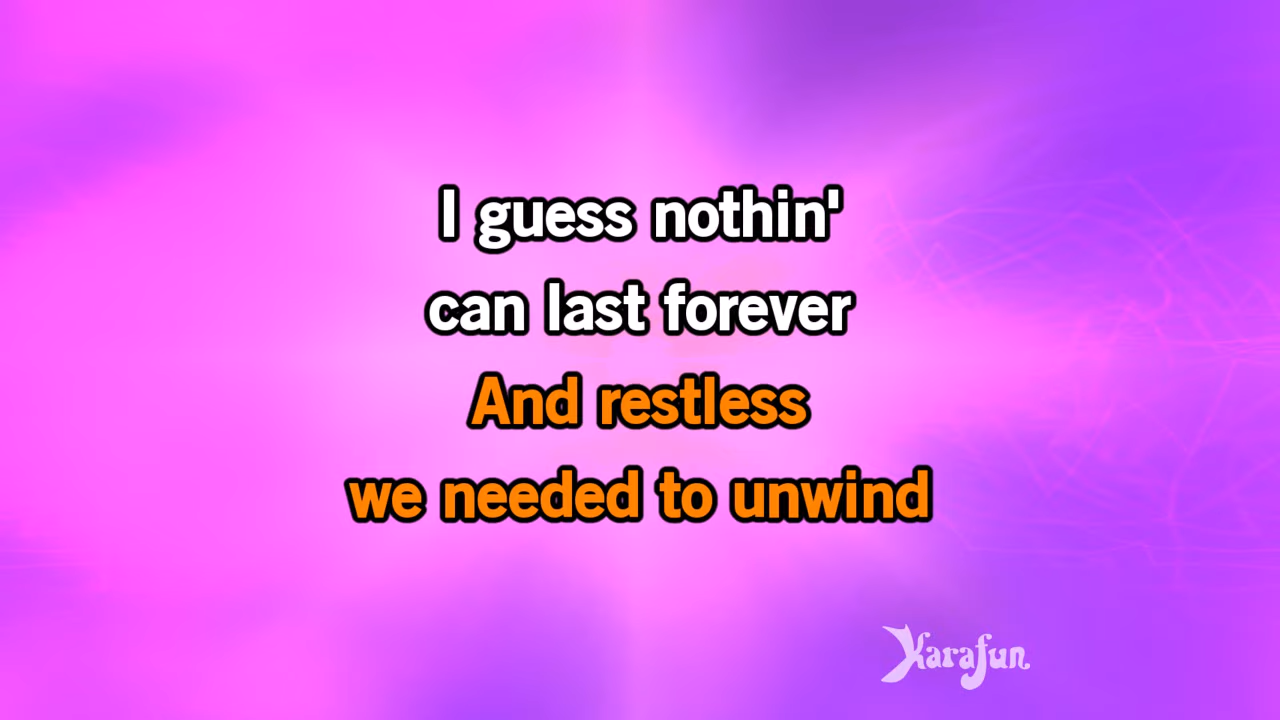 I guess nothin'
can last forever
And restless
we needed to unwind
Karafun